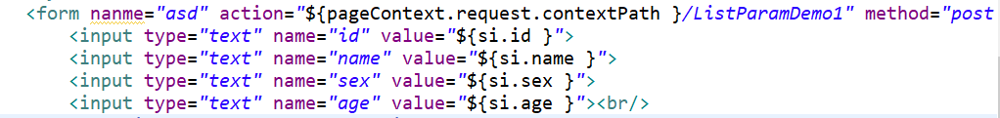 <form nanme="asd" action="${pageContext.request.contextPath }/ListParamDemo1" method="post
<input type="text" name="id" value="${si.id }">
<input type="text" name="name" value="${si.name }">
<input type="text" name="sex" value="${si.sex }">
<input type="text" name="age" value="${si.age }"><br/>